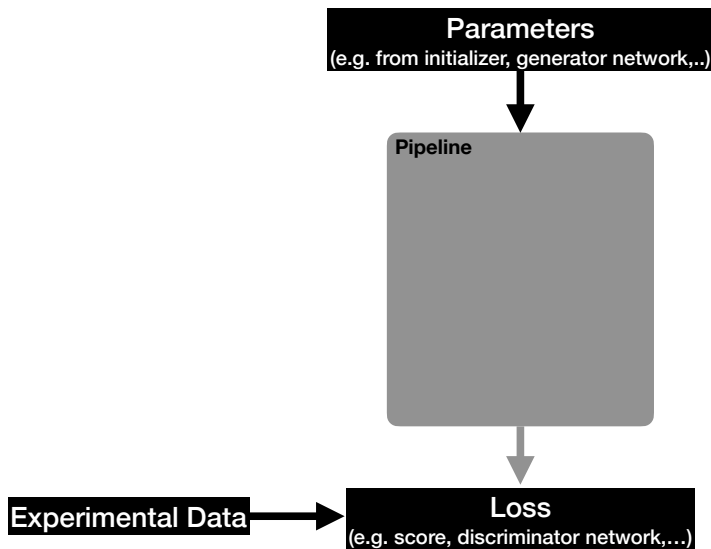 Parameters
(e.g. from initializer, generator network,..)
Pipeline
Experimental Data
Loss
(e.g. score, discriminator network,…)